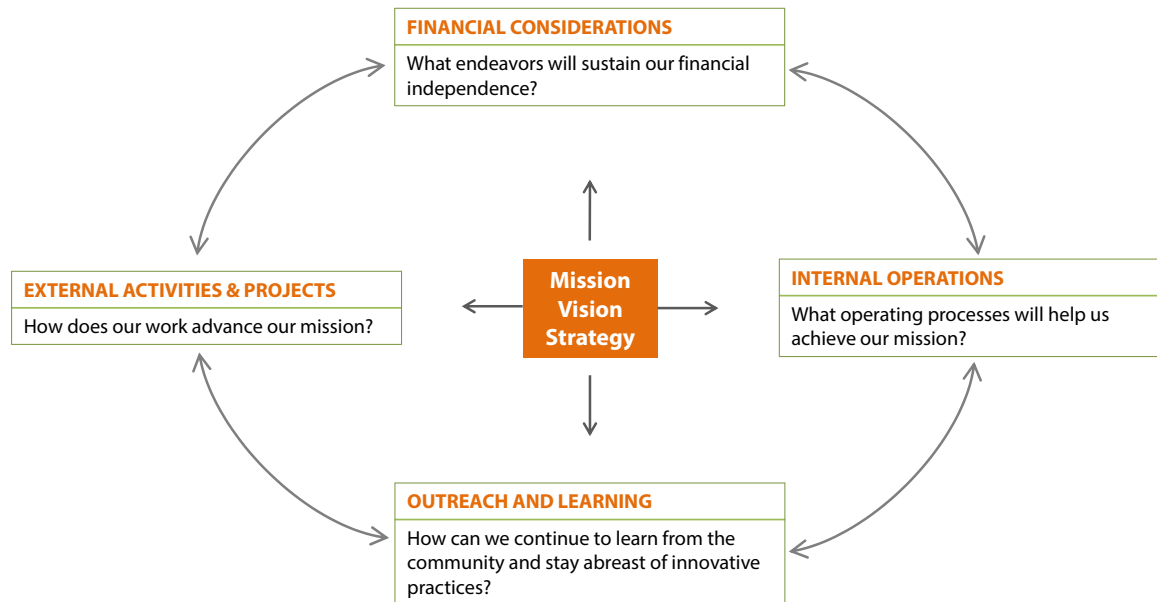 FINANCIAL CONSIDERATIONS
What endeavors will sustain our financial
independence?
EXTERNAL ACTIVITIES & PROJECTS
How does our work advance our mission?
Mission
Vision
Strategy
INTERNAL OPERATIONS
What operating processes will help us
achieve our mission?
OUTREACH AND LEARNING
How can we continue to learn from the
community and stay abreast of innovative
practices?